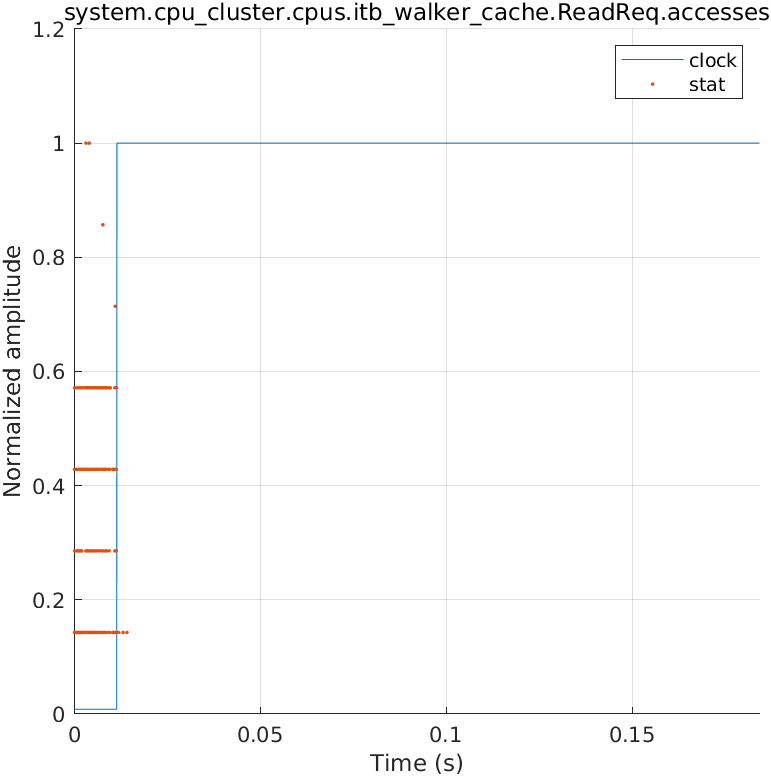 system.cpu_cluster.cpus.itb_walker_cache.ReadReq.accesses
1.2
clock
stat
1
0.8
0.6
0.4
0.2
0
0 0.05 0.1 0.15
Normalized amplitude
Time (s)